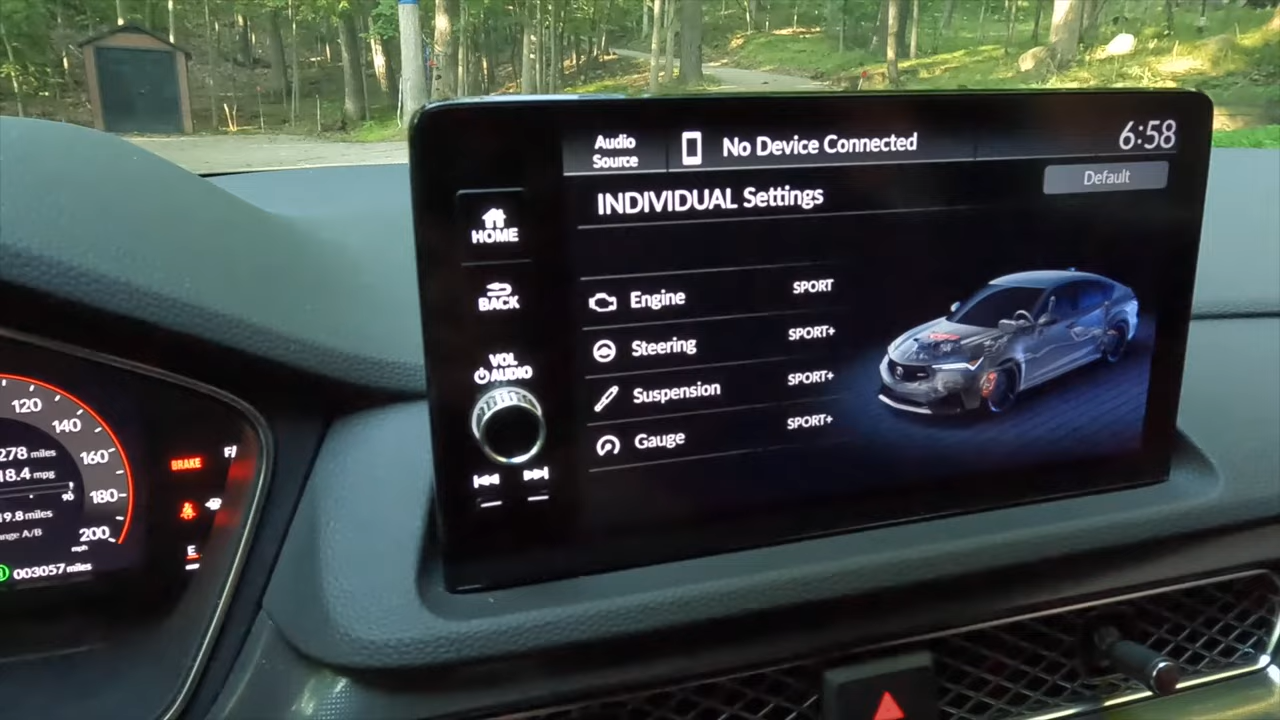 Audio
Source
No Device Connected
6:58
Default
INDIVIDUAL Settings
HOME
BACK
VOL
AUDIO
Engine SPORT
Steering SPORT+
Suspension SPORT+
Gauge SPORT+
120
140
160
180
200
mph
278 miles
18.4 mpg
90
19.8 miles
A/B
003057 miles
BRAKE
F
E